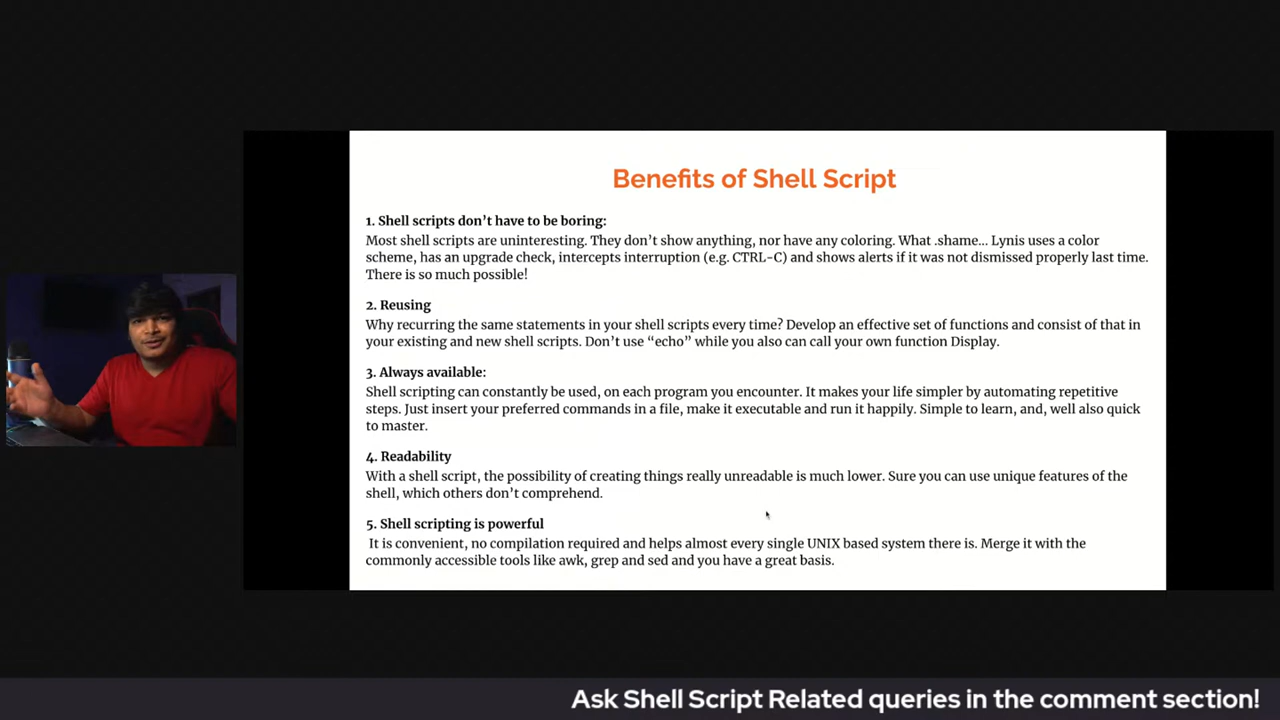 Benefits of Shell Script
1. Shell scripts don’t have to be boring:
Most shell scripts are uninteresting. They don’t show anything, nor have any coloring. What .shame... Lynis uses a color
scheme, has an upgrade check, intercepts interruption (e.g. CTRL-C) and shows alerts if it was not dismissed properly last time.
There is so much possible!
2. Reusing
Why recurring the same statements in your shell scripts every time? Develop an effective set of functions and consist of that in
your existing and new shell scripts. Don’t use “echo” while you also can call your own function Display.
3. Always available:
Shell scripting can constantly be used, on each program you encounter. It makes your life simpler by automating repetitive
steps. Just insert your preferred commands in a file, make it executable and run it happily. Simple to learn, and, well also quick
to master.
4. Readability
With a shell script, the possibility of creating things really unreadable is much lower. Sure you can use unique features of the
shell, which others don’t comprehend.
5. Shell scripting is powerful
It is convenient, no compilation required and helps almost every single UNIX based system there is. Merge it with the
commonly accessible tools like awk, grep and sed and you have a great basis.
Ask Shell Script Related queries in the comment section!